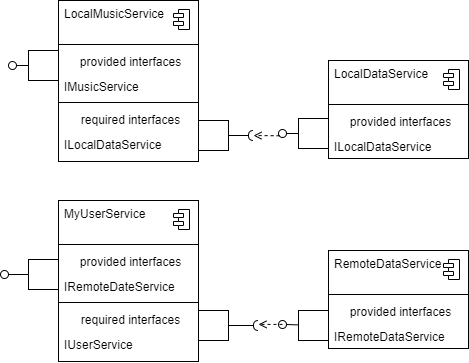 LocalMusicService
provided interfaces
IMusicService
required interfaces
ILocalDataService
LocalDataService
provided interfaces
ILocalDataService
MyUserService
provided interfaces
IRemoteDateService
required interfaces
IUserService
RemoteDataService
provided interfaces
IRemoteDataService